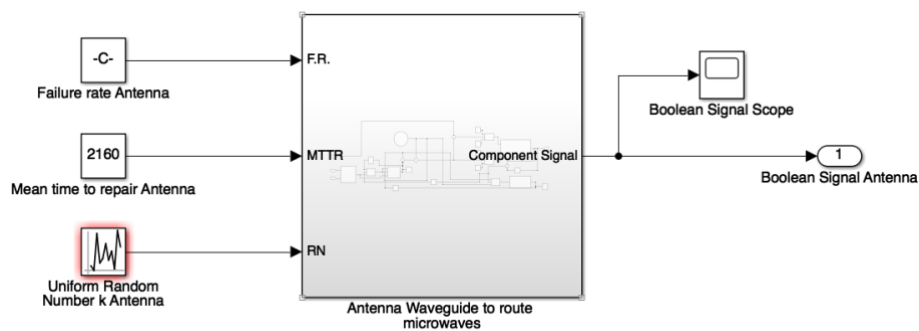 -C-
Failure rate Antenna
2160
Mean time to repair Antenna
Uniform Random
Number k Antenna
F.R.
MTTR
RN
Component Signal
Antenna Waveguide to route
microwaves
Boolean Signal Scope
1
Boolean Signal Antenna